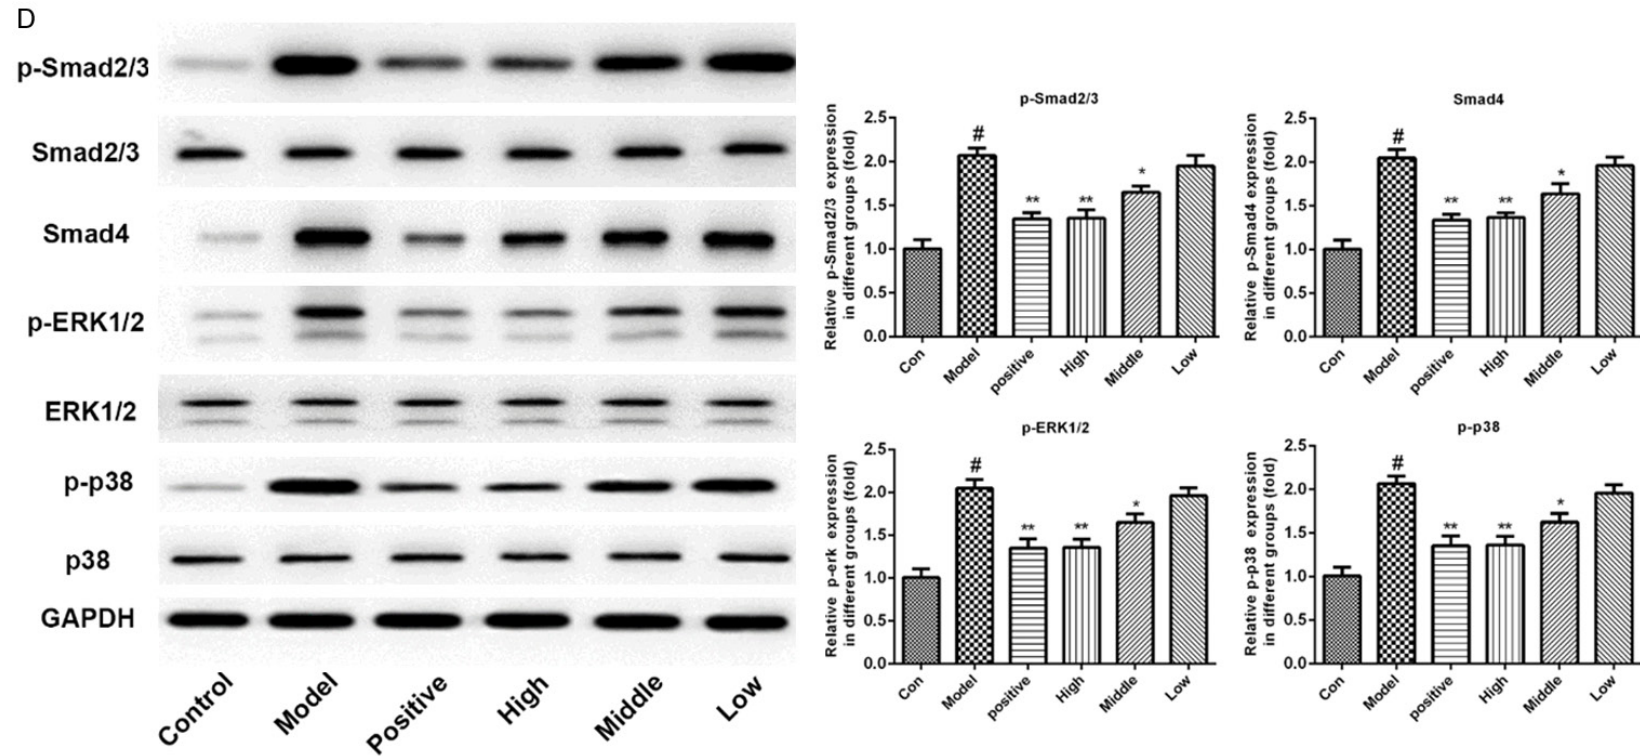 D
p-Smad2/3
Smad2/3
Smad4
p-ERK1/2
ERK1/2
p-p38
p38
GAPDH
Control Model Positive High Middle Low
p-Smad2/3
Relative p-Smad2/3 expression
in different groups (fold)
2.5
2.0
1.5
1.0
0.5
0.0
#
**
**
*
Con Model positive High Middle Low
Smad4
Relative p-Smad4 expression
in different groups (fold)
2.5
2.0
1.5
1.0
0.5
0.0
#
**
**
*
Con Model positive High Middle Low
p-ERK1/2
Relative p-erk expression
in different groups (fold)
2.5
2.0
1.5
1.0
0.5
0.0
#
**
**
*
Con Model positive High Middle Low
p-p38
Relative p-p38 expression
in different groups (fold)
2.5
2.0
1.5
1.0
0.5
0.0
#
**
**
*
Con Model positive High Middle Low